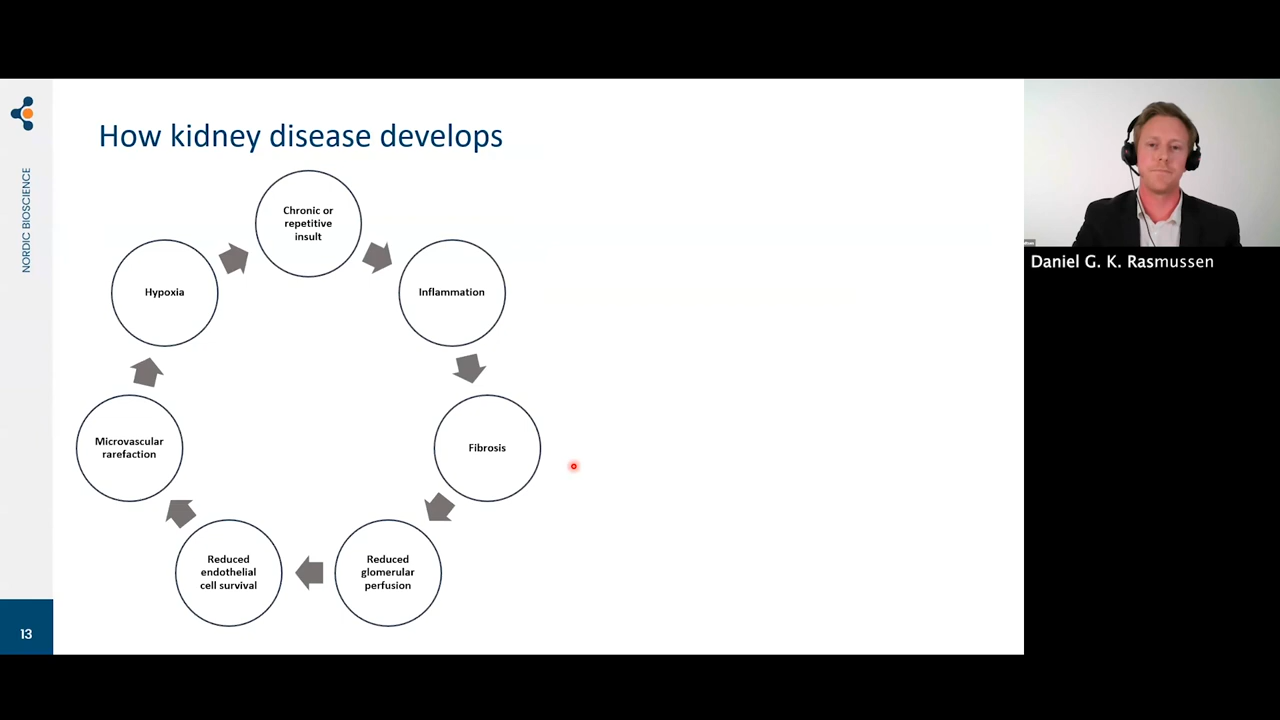 How kidney disease develops
NORDIC BIOSCIENCE
Chronic or
repetitive
insult
Inflammation
Fibrosis
Reduced
glomerular
perfusion
Reduced
endothelial
cell survival
Microvascular
rarefaction
Hypoxia
13
Daniel G. K. Rasmussen